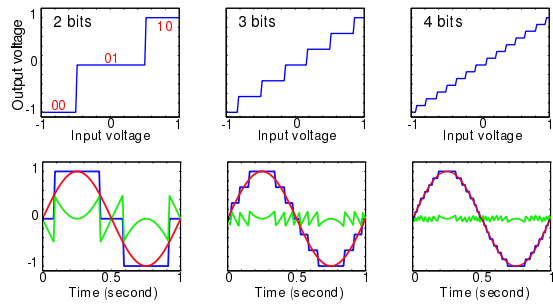 2 bits
3 bits
4 bits
Output voltage
1
0
-1
00
01
10
-1 0 1
Input voltage
-1 0 1
Input voltage
-1 0 1
Input voltage
1
0
-1
0 0.5 1
Time (second)
0 0.5 1
Time (second)
0 0.5 1
Time (second)